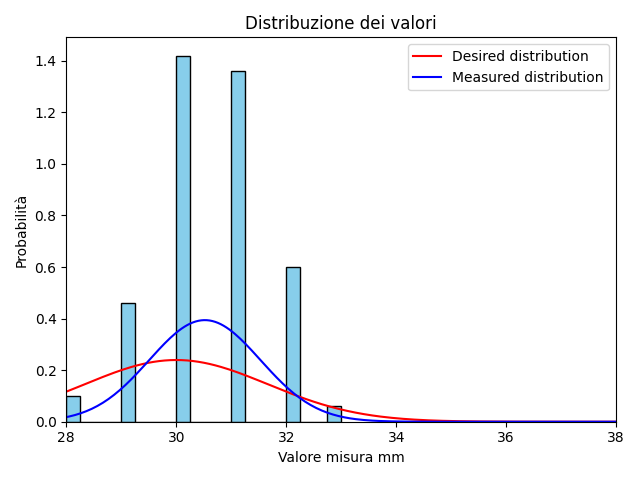 Distribuzione dei valori
Desired distribution
Measured distribution
Probabilità
1.4
1.2
1.0
0.8
0.6
0.4
0.2
0.0
28 30 32 34 36 38
Valore misura mm